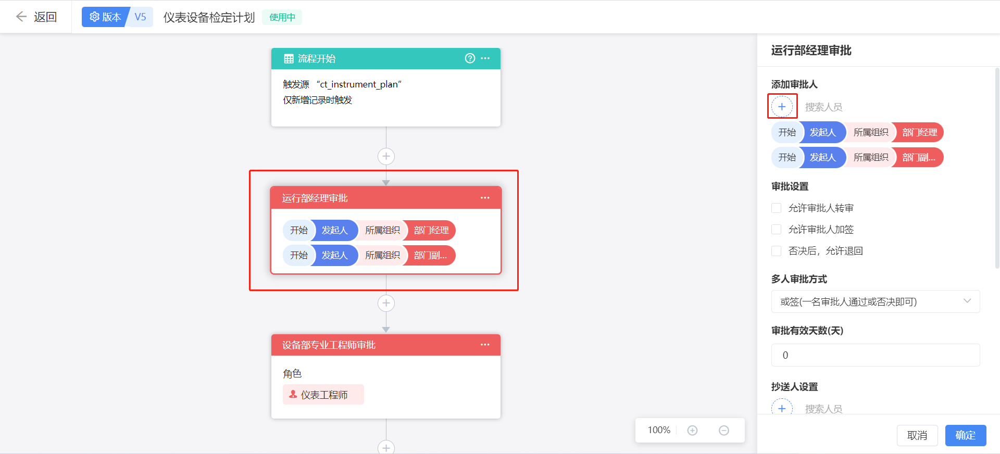 返回
版本 V5
仪表设备检定计划
使用中
流程开始
触发源 “ct_instrument_plan”
仅新增记录时触发
运行部经理审批
开始 发起人 所属组织 部门经理
开始 发起人 所属组织 部门副...
设备部专业工程师审批
角色
仪表工程师
100%
运行部经理审批
添加审批人
搜索人员
开始 发起人 所属组织 部门经理
开始 发起人 所属组织 部门副...
审批设置
允许审批人转审
允许审批人加签
否决后，允许退回
多人审批方式
或签(一名审批人通过或否决即可)
审批有效天数(天)
0
抄送人设置
搜索人员
取消 确定